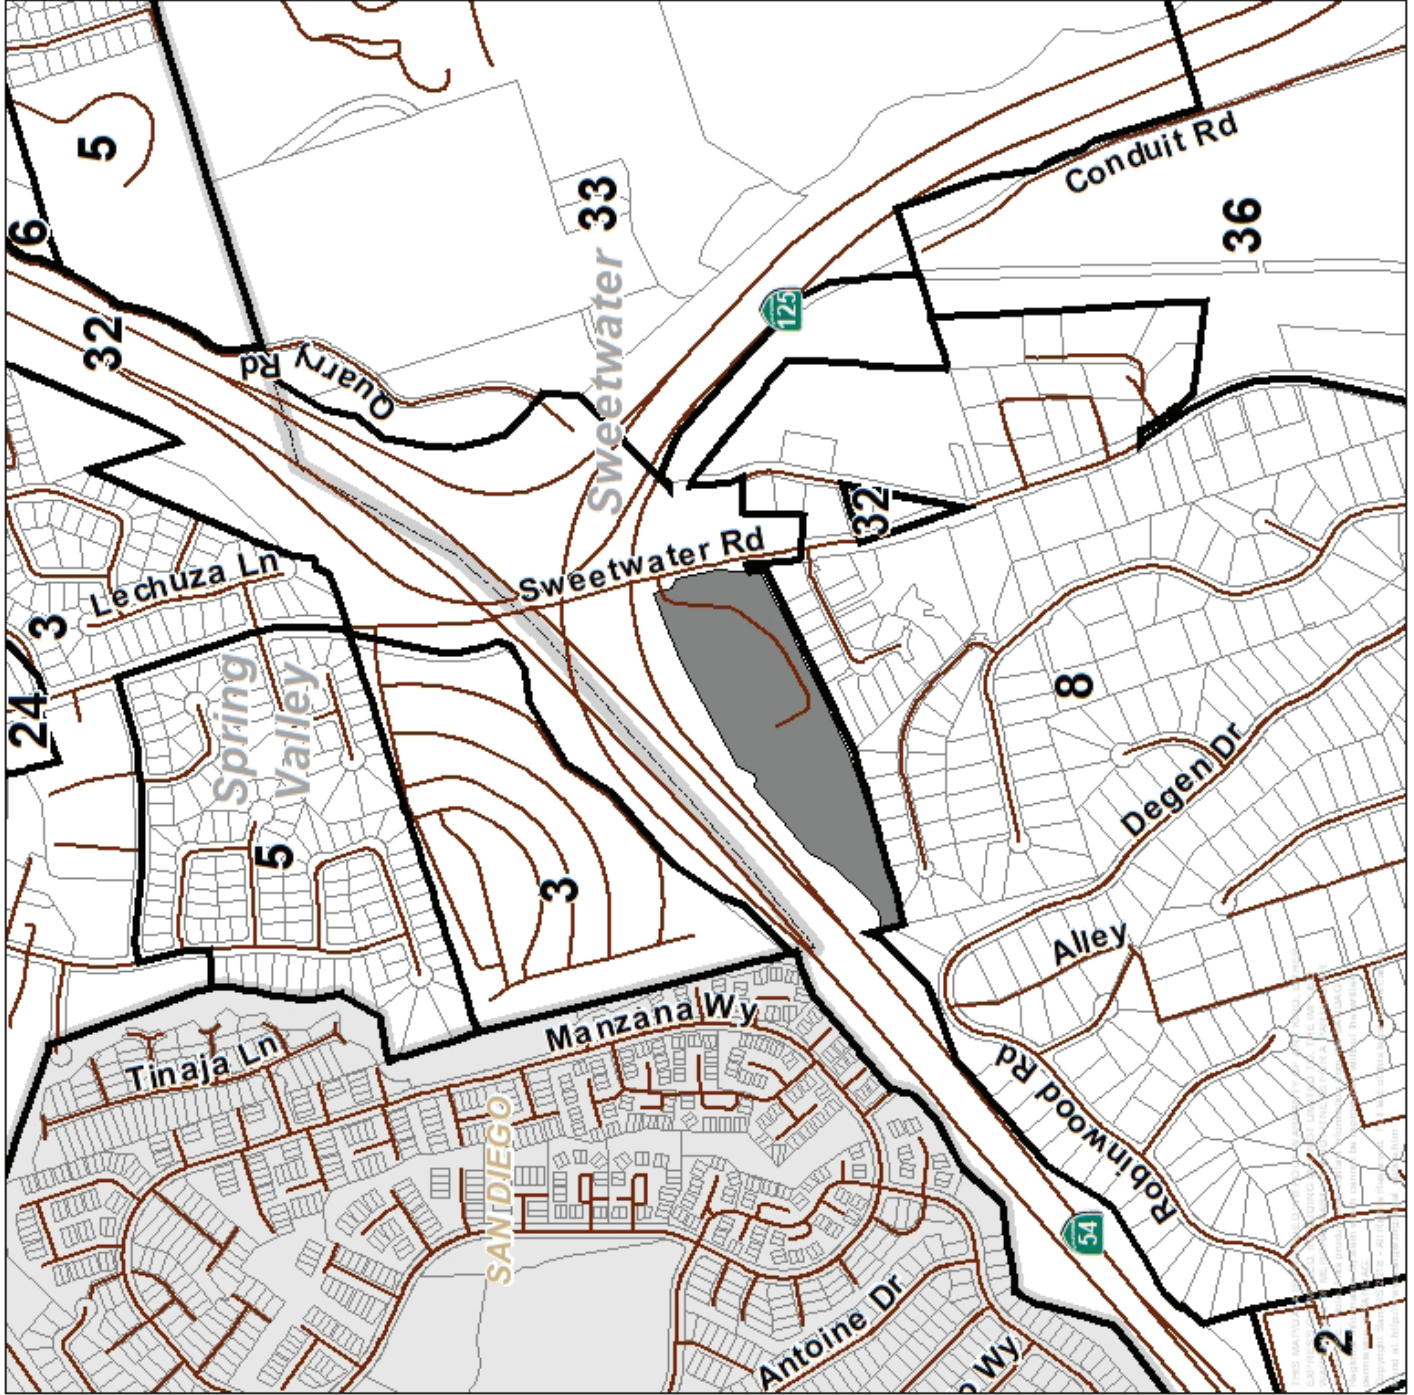 5
6
32
Quarry
Rd
33
Sweetwater
Conduit Rd
36
125
Lechuza Ln
3
24
Spring
Valley
5
Sweetwater Rd
32
3
8
Degen Dr
Alley
Tinaja Ln
Manzana Wy
SAN DIEGO
Robinwood Rd
54
Antoine Dr
Wy
2